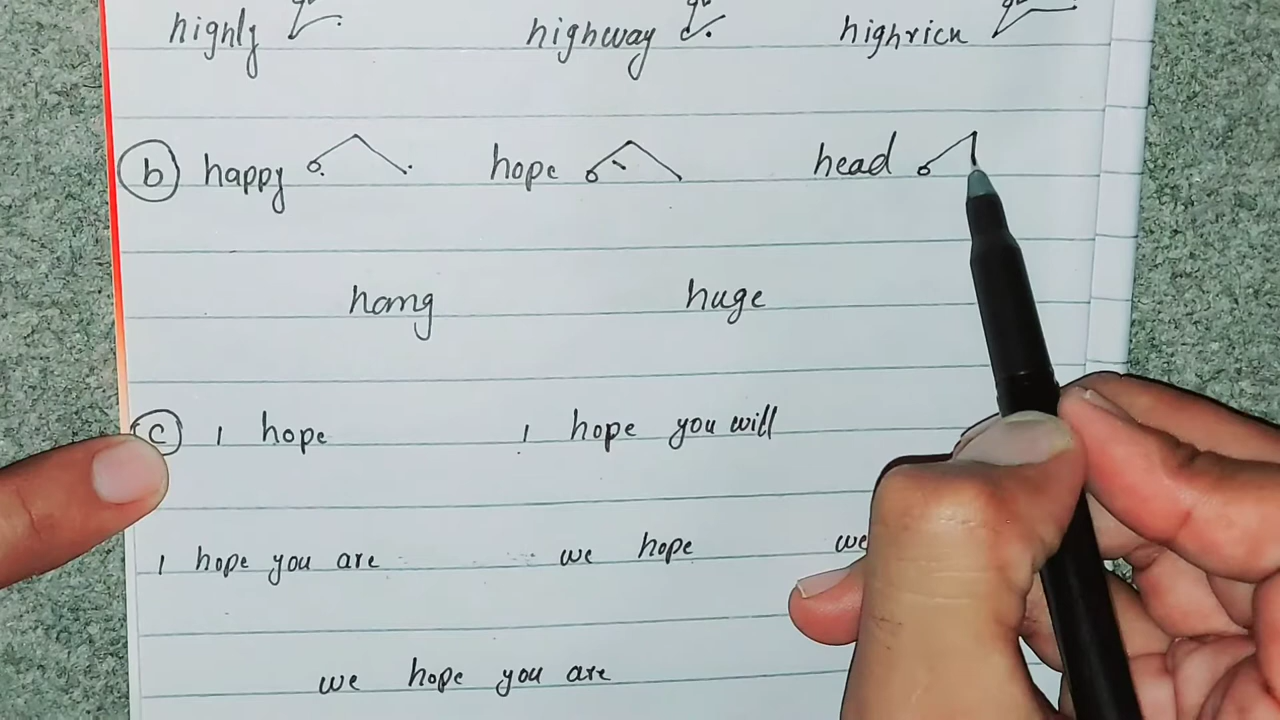 highly highway highrich
b happy hope head
hang huge
c I hope I hope you will
I hope you are we hope we
we hope you are